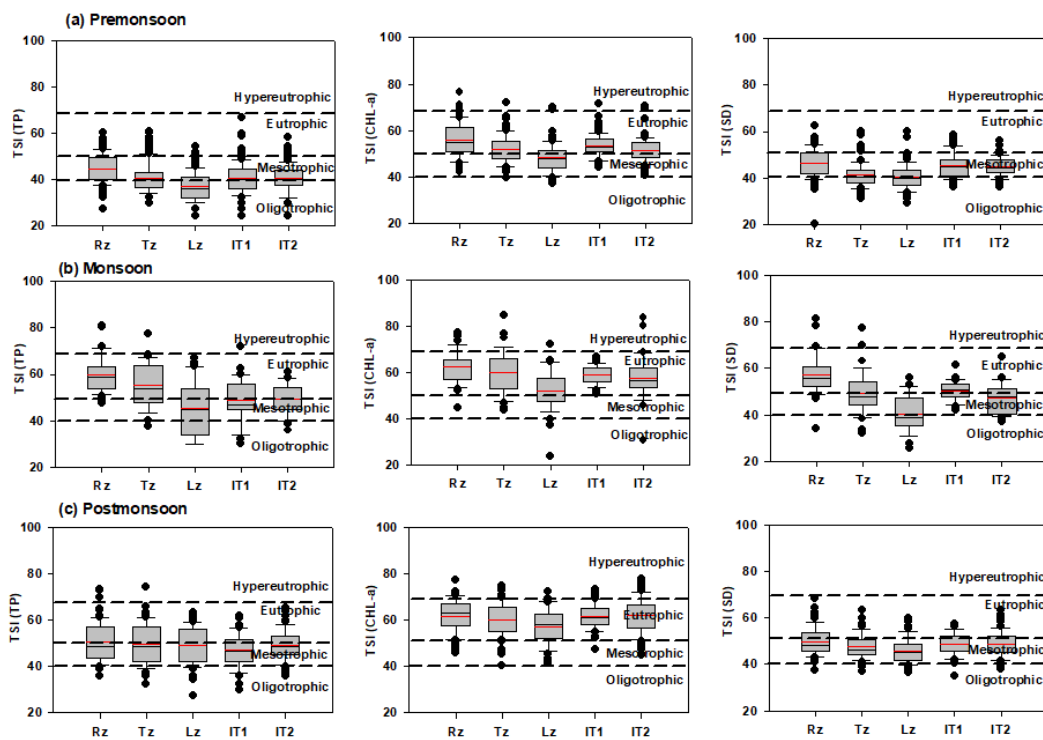 (a) Premonsoon
100
80
60
40
20
TSI (TP)
Hypereutrophic
Eutrophic
Mesotrophic
Oligotrophic
Rz Tz Lz IT1 IT2
100
80
60
40
20
TSI (CHL-a)
Hypereutrophic
Eutrophic
Mesotrophic
Oligotrophic
Rz Tz Lz IT1 IT2
100
80
60
40
20
TSI (SD)
Hypereutrophic
Eutrophic
Mesotrophic
Oligotrophic
Rz Tz Lz IT1 IT2
(b) Monsoon
100
80
60
40
20
TSI (TP)
Hypereutrophic
Eutrophic
Mesotrophic
Oligotrophic
Rz Tz Lz IT1 IT2
100
80
60
40
20
TSI (CHL-a)
Hypereutrophic
Eutrophic
Mesotrophic
Oligotrophic
Rz Tz Lz IT1 IT2
100
80
60
40
20
TSI (SD)
Hypereutrophic
Eutrophic
Mesotrophic
Oligotrophic
Rz Tz Lz IT1 IT2
(c) Postmonsoon
100
80
60
40
20
TSI (TP)
Hypereutrophic
Eutrophic
Mesotrophic
Oligotrophic
Rz Tz Lz IT1 IT2
100
80
60
40
20
TSI (CHL-a)
Hypereutrophic
Eutrophic
Mesotrophic
Oligotrophic
Rz Tz Lz IT1 IT2
100
80
60
40
20
TSI (SD)
Hypereutrophic
Eutrophic
Mesotrophic
Oligotrophic
Rz Tz Lz IT1 IT2